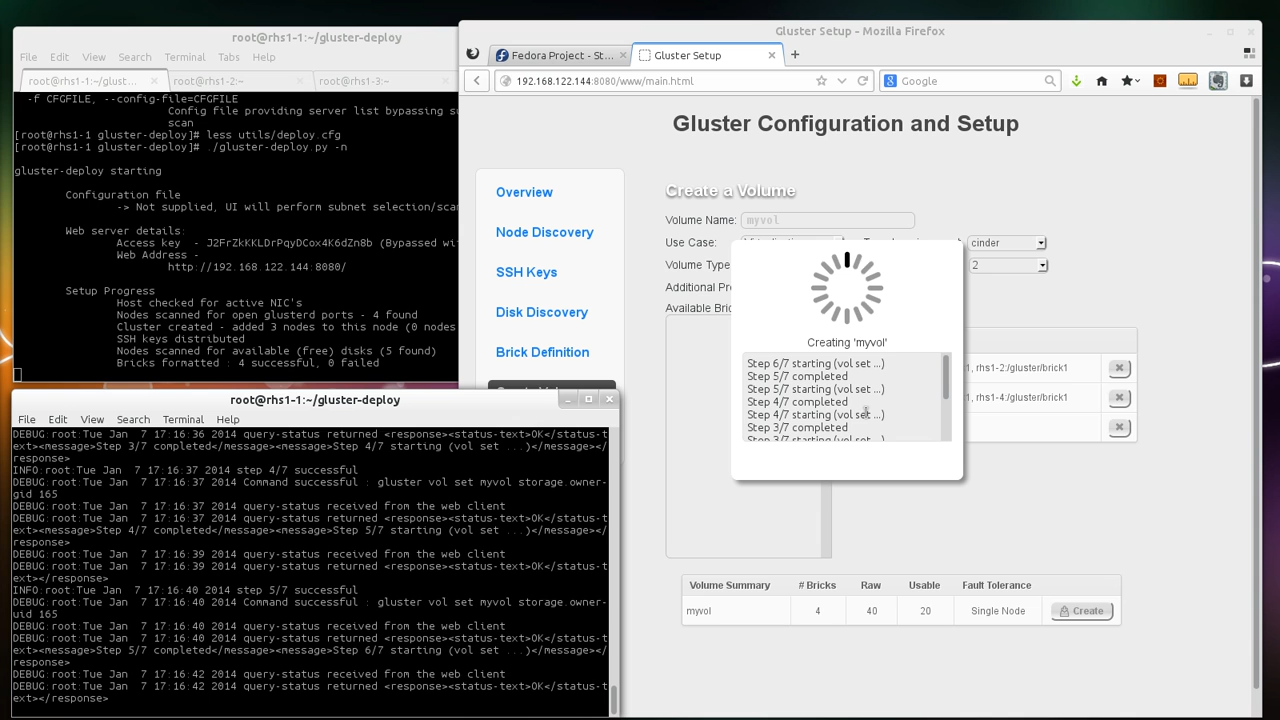 root@rhs1-1:~/gluster-deploy
File Edit View Search Terminal Tabs Help
root@rhs1-1:~/glust... root@rhs1-2:~ root@rhs1-3:~
-f CFGFILE, --config-file=CFGFILE
Config file providing server list bypassing su
scan
[root@rhs1-1 gluster-deploy]# less utils/deploy.cfg
[root@rhs1-1 gluster-deploy]# ./gluster-deploy.py -n
gluster-deploy starting
Configuration file
-> Not supplied, UI will perform subnet selection/scan
Web server details:
Access key - J2FrZkKKLDrPqyDCox4K6dZn8b (Bypassed wi
Web Address -
http://192.168.122.144:8080/
Setup Progress
Host checked for active NIC's
Nodes scanned for open glusterd ports - 4 found
Cluster created - added 3 nodes to this node (0 nodes
SSH keys distributed
Nodes scanned for available (free) disks (5 found)
Bricks formatted : 4 successful, 0 failed
root@rhs1-1:~/gluster-deploy
File Edit View Search Terminal Help
DEBUG:root:Tue Jan  7 17:16:36 2014 query-status returned <response><status-text>OK</status-t
ext><message>Step 3/7 completed</message><message>Step 4/7 starting (vol set ...)</message></
response>
INFO:root:Tue Jan  7 17:16:37 2014 step 4/7 successful
DEBUG:root:Tue Jan  7 17:16:37 2014 Command successful : gluster vol set myvol storage.owner-
gid 165
DEBUG:root:Tue Jan  7 17:16:37 2014 query-status received from the web client
DEBUG:root:Tue Jan  7 17:16:37 2014 query-status returned <response><status-text>OK</status-t
ext><message>Step 4/7 completed</message><message>Step 5/7 starting (vol set ...)</message></
response>
DEBUG:root:Tue Jan  7 17:16:39 2014 query-status received from the web client
DEBUG:root:Tue Jan  7 17:16:39 2014 query-status returned <response><status-text>OK</status-t
ext></response>
INFO:root:Tue Jan  7 17:16:40 2014 step 5/7 successful
DEBUG:root:Tue Jan  7 17:16:40 2014 Command successful : gluster vol set myvol storage.owner-
uid 165
DEBUG:root:Tue Jan  7 17:16:40 2014 query-status received from the web client
DEBUG:root:Tue Jan  7 17:16:40 2014 query-status returned <response><status-text>OK</status-t
ext><message>Step 5/7 completed</message><message>Step 6/7 starting (vol set ...)</message></
response>
DEBUG:root:Tue Jan  7 17:16:42 2014 query-status received from the web client
DEBUG:root:Tue Jan  7 17:16:42 2014 query-status returned <response><status-text>OK</status-t
ext></response>
Gluster Setup - Mozilla Firefox
Fedora Project - St... Gluster Setup
192.168.122.144:8080/www/main.html Google
Gluster Configuration and Setup
Overview
Node Discovery
SSH Keys
Disk Discovery
Brick Definition
Create a Volume
Volume Name: myvol
Use Case: cinder
Volume Type 2
Additional Pr
Available Bric
1, rhs1-2:/gluster/brick1
1, rhs1-4:/gluster/brick1
Creating 'myvol'
Step 6/7 starting (vol set ...)
Step 5/7 completed
Step 5/7 starting (vol set ...)
Step 4/7 completed
Step 4/7 starting (vol set ...)
Step 3/7 completed
Step 3/7 starting (vol set ...)
Volume Summary # Bricks Raw Usable Fault Tolerance
myvol 4 40 20 Single Node Create